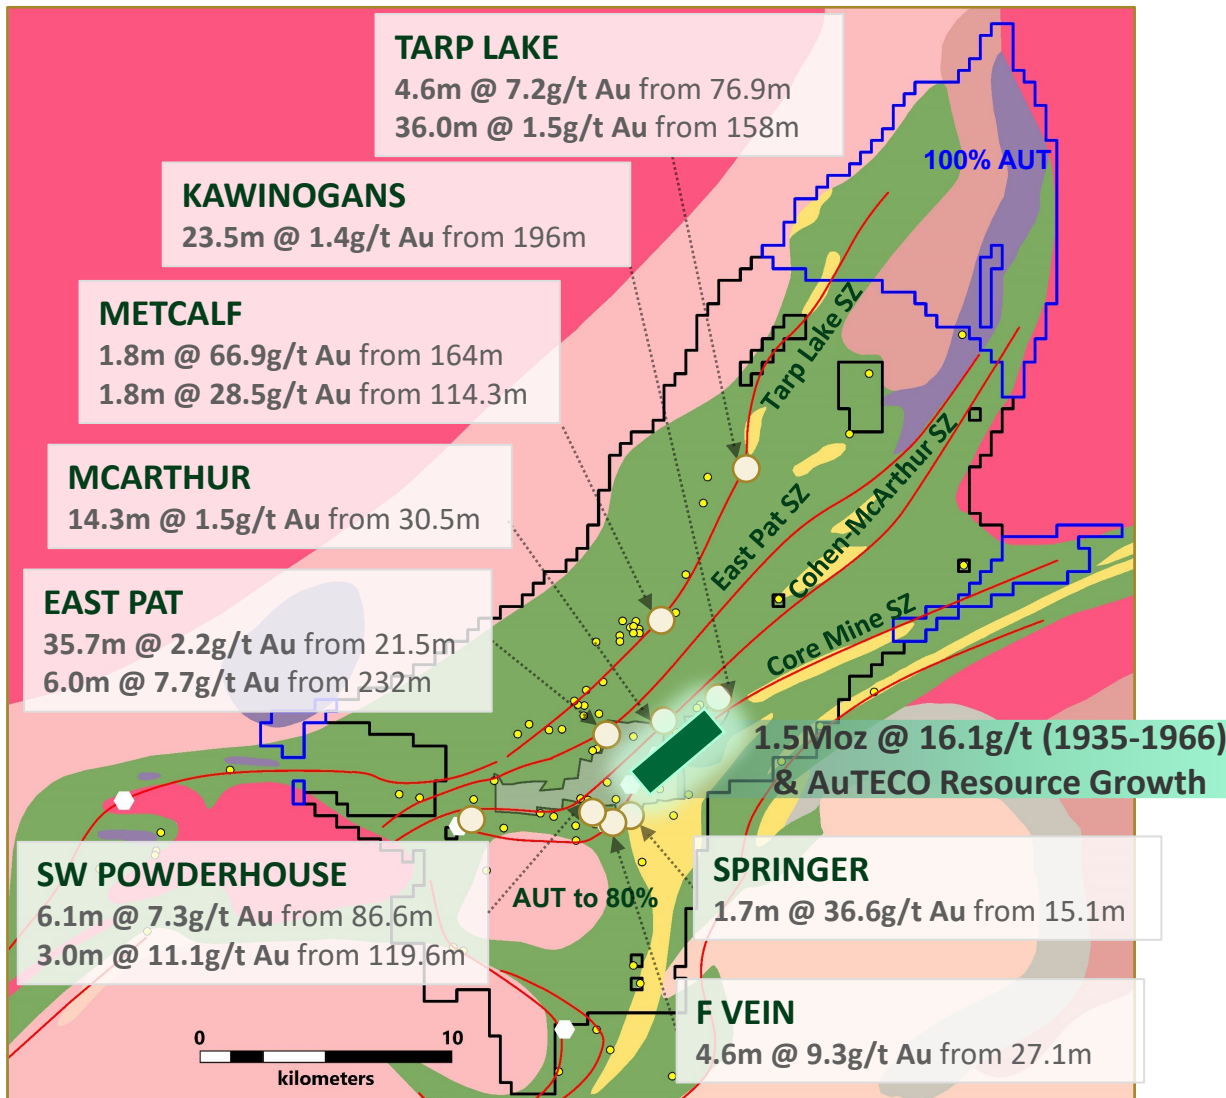 TARP LAKE
4.6m @ 7.2g/t Au from 76.9m
36.0m @ 1.5g/t Au from 158m
100% AUT
KAWINOGANS
23.5m @ 1.4g/t Au from 196m
METCALF
1.8m @ 66.9g/t Au from 164m
1.8m @ 28.5g/t Au from 114.3m
Tarp Lake SZ
MCARTHUR
14.3m @ 1.5g/t Au from 30.5m
East Pat SZ
Cohen-McArthur SZ
EAST PAT
35.7m @ 2.2g/t Au from 21.5m
6.0m @ 7.7g/t Au from 232m
Core Mine SZ
1.5Moz @ 16.1g/t (1935-1966)
& AuTECO Resource Growth
SW POWDERHOUSE
6.1m @ 7.3g/t Au from 86.6m
3.0m @ 11.1g/t Au from 119.6m
AUT to 80%
SPRINGER
1.7m @ 36.6g/t Au from 15.1m
F VEIN
4.6m @ 9.3g/t Au from 27.1m
0 10
kilometers